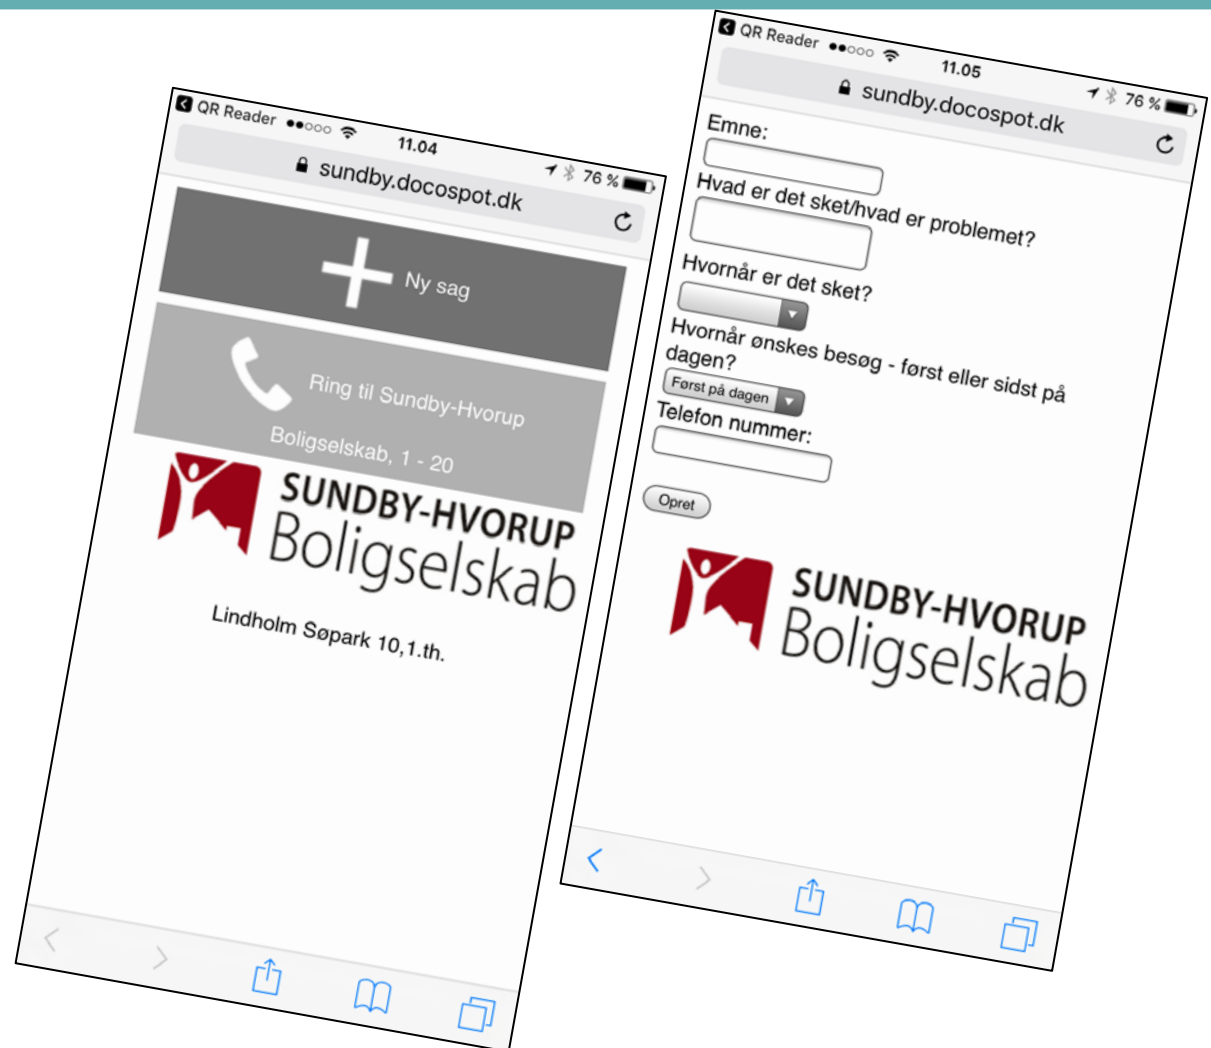 QR Reader
11.04
76 %
sundby.docospot.dk
Ny sag
Ring til Sundby-Hvorup
Boligselskab, 1 - 20
SUNDBY-HVORUP
Boligselskab
Lindholm Søpark 10,1.th.
QR Reader
11.05
76 %
sundby.docospot.dk
Emne:
Hvad er det sket/hvad er problemet?
Hvornår er det sket?
Hvornår ønskes besøg - først eller sidst på
dagen?
Først på dagen
Telefon nummer:
Opret
SUNDBY-HVORUP
Boligselskab